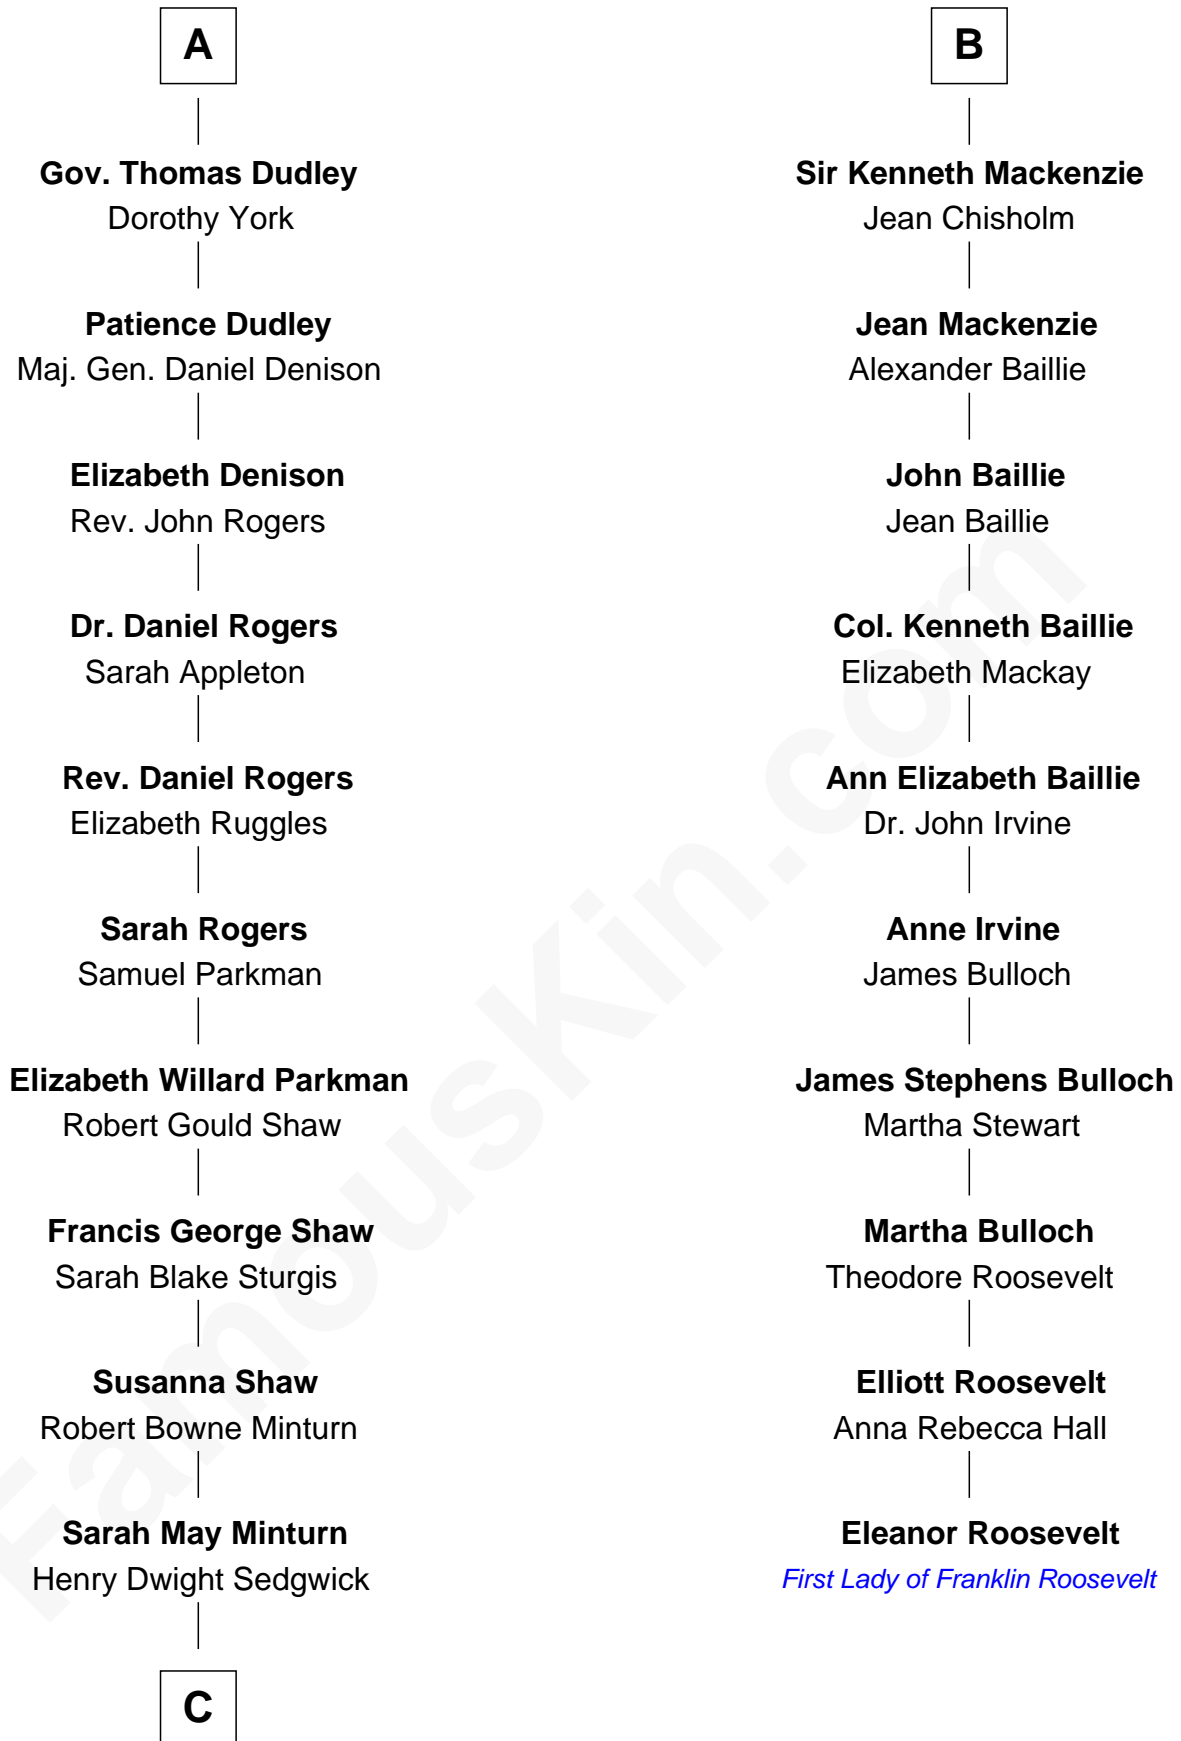 A
Gov. Thomas Dudley
Dorothy York
Patience Dudley
Maj. Gen. Daniel Denison
Elizabeth Denison
Rev. John Rogers
Dr. Daniel Rogers
Sarah Appleton
Rev. Daniel Rogers
Elizabeth Ruggles
Sarah Rogers
Samuel Parkman
Elizabeth Willard Parkman
Robert Gould Shaw
Francis George Shaw
Sarah Blake Sturgis
Susanna Shaw
Robert Bowne Minturn
Sarah May Minturn
Henry Dwight Sedgwick
C
B
Sir Kenneth Mackenzie
Jean Chisholm
Jean Mackenzie
Alexander Baillie
John Baillie
Jean Baillie
Col. Kenneth Baillie
Elizabeth Mackay
Ann Elizabeth Baillie
Dr. John Irvine
Anne Irvine
James Bulloch
James Stephens Bulloch
Martha Stewart
Martha Bulloch
Theodore Roosevelt
Elliott Roosevelt
Anna Rebecca Hall
Eleanor Roosevelt
First Lady of Franklin Roosevelt
FamousKin.com